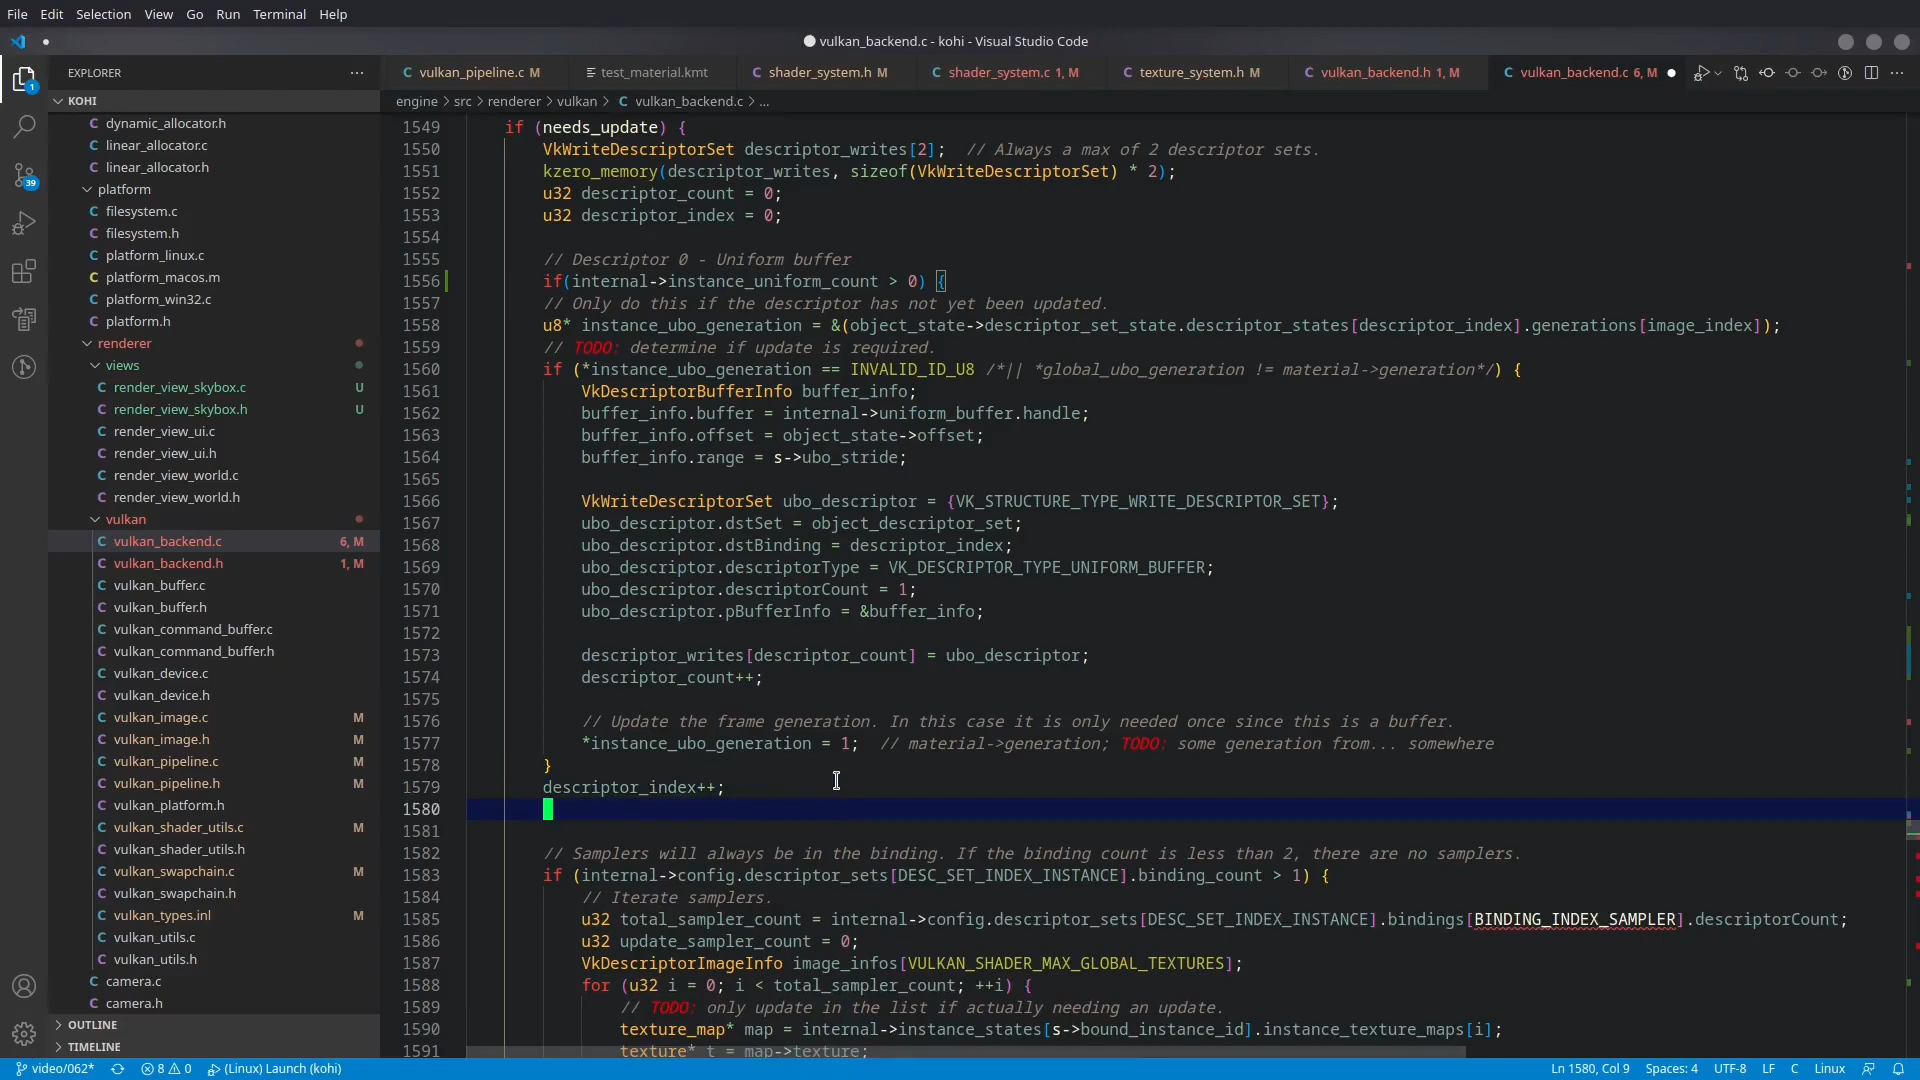 File Edit Selection View Go Run Terminal Help
vulkan_backend.c - kohi - Visual Studio Code
EXPLORER
vulkan_pipeline.c M
test_material.kmt
shader_system.h M
shader_system.c 1, M
texture_system.h M
vulkan_backend.h 1, M
vulkan_backend.c 6, M
1
39
KOHI
dynamic_allocator.h
linear_allocator.c
linear_allocator.h
platform
filesystem.c
filesystem.h
platform_linux.c
platform_macos.m
platform_win32.c
platform.h
renderer
views
render_view_skybox.c U
render_view_skybox.h U
render_view_ui.c
render_view_ui.h
render_view_world.c
render_view_world.h
vulkan
vulkan_backend.c 6, M
vulkan_backend.h 1, M
vulkan_buffer.c
vulkan_buffer.h
vulkan_command_buffer.c
vulkan_command_buffer.h
vulkan_device.c
vulkan_device.h
vulkan_image.c M
vulkan_image.h M
vulkan_pipeline.c M
vulkan_pipeline.h M
vulkan_platform.h
vulkan_shader_utils.c M
vulkan_shader_utils.h
vulkan_swapchain.c M
vulkan_swapchain.h
vulkan_types.inl M
vulkan_utils.c
vulkan_utils.h
camera.c
camera.h
OUTLINE
TIMELINE
engine > src > renderer > vulkan > C vulkan_backend.c > ...
1549 if (needs_update) {
1550 VkWriteDescriptorSet descriptor_writes[2];  // Always a max of 2 descriptor sets.
1551 kzero_memory(descriptor_writes, sizeof(VkWriteDescriptorSet) * 2);
1552 u32 descriptor_count = 0;
1553 u32 descriptor_index = 0;
1554
1555 // Descriptor 0 - Uniform buffer
1556 if(internal->instance_uniform_count > 0) {
1557 // Only do this if the descriptor has not yet been updated.
1558 u8* instance_ubo_generation = &(object_state->descriptor_set_state.descriptor_states[descriptor_index].generations[image_index]);
1559 // TODO: determine if update is required.
1560 if (*instance_ubo_generation == INVALID_ID_U8 /*|| *global_ubo_generation != material->generation*/) {
1561 VkDescriptorBufferInfo buffer_info;
1562 buffer_info.buffer = internal->uniform_buffer.handle;
1563 buffer_info.offset = object_state->offset;
1564 buffer_info.range = s->ubo_stride;
1565
1566 VkWriteDescriptorSet ubo_descriptor = {VK_STRUCTURE_TYPE_WRITE_DESCRIPTOR_SET};
1567 ubo_descriptor.dstSet = object_descriptor_set;
1568 ubo_descriptor.dstBinding = descriptor_index;
1569 ubo_descriptor.descriptorType = VK_DESCRIPTOR_TYPE_UNIFORM_BUFFER;
1570 ubo_descriptor.descriptorCount = 1;
1571 ubo_descriptor.pBufferInfo = &buffer_info;
1572
1573 descriptor_writes[descriptor_count] = ubo_descriptor;
1574 descriptor_count++;
1575
1576 // Update the frame generation. In this case it is only needed once since this is a buffer.
1577 *instance_ubo_generation = 1;  // material->generation; TODO: some generation from... somewhere
1578 }
1579 descriptor_index++;
1580
1581
1582 // Samplers will always be in the binding. If the binding count is less than 2, there are no samplers.
1583 if (internal->config.descriptor_sets[DESC_SET_INDEX_INSTANCE].binding_count > 1) {
1584 // Iterate samplers.
1585 u32 total_sampler_count = internal->config.descriptor_sets[DESC_SET_INDEX_INSTANCE].bindings[BINDING_INDEX_SAMPLER].descriptorCount;
1586 u32 update_sampler_count = 0;
1587 VkDescriptorImageInfo image_infos[VULKAN_SHADER_MAX_GLOBAL_TEXTURES];
1588 for (u32 i = 0; i < total_sampler_count; ++i) {
1589 // TODO: only update in the list if actually needing an update.
1590 texture_map* map = internal->instance_states[s->bound_instance_id].instance_texture_maps[i];
1591 texture* t = map->texture;
video/062* 8 0 (Linux) Launch (kohi) Ln 1580, Col 9 Spaces: 4 UTF-8 LF C Linux